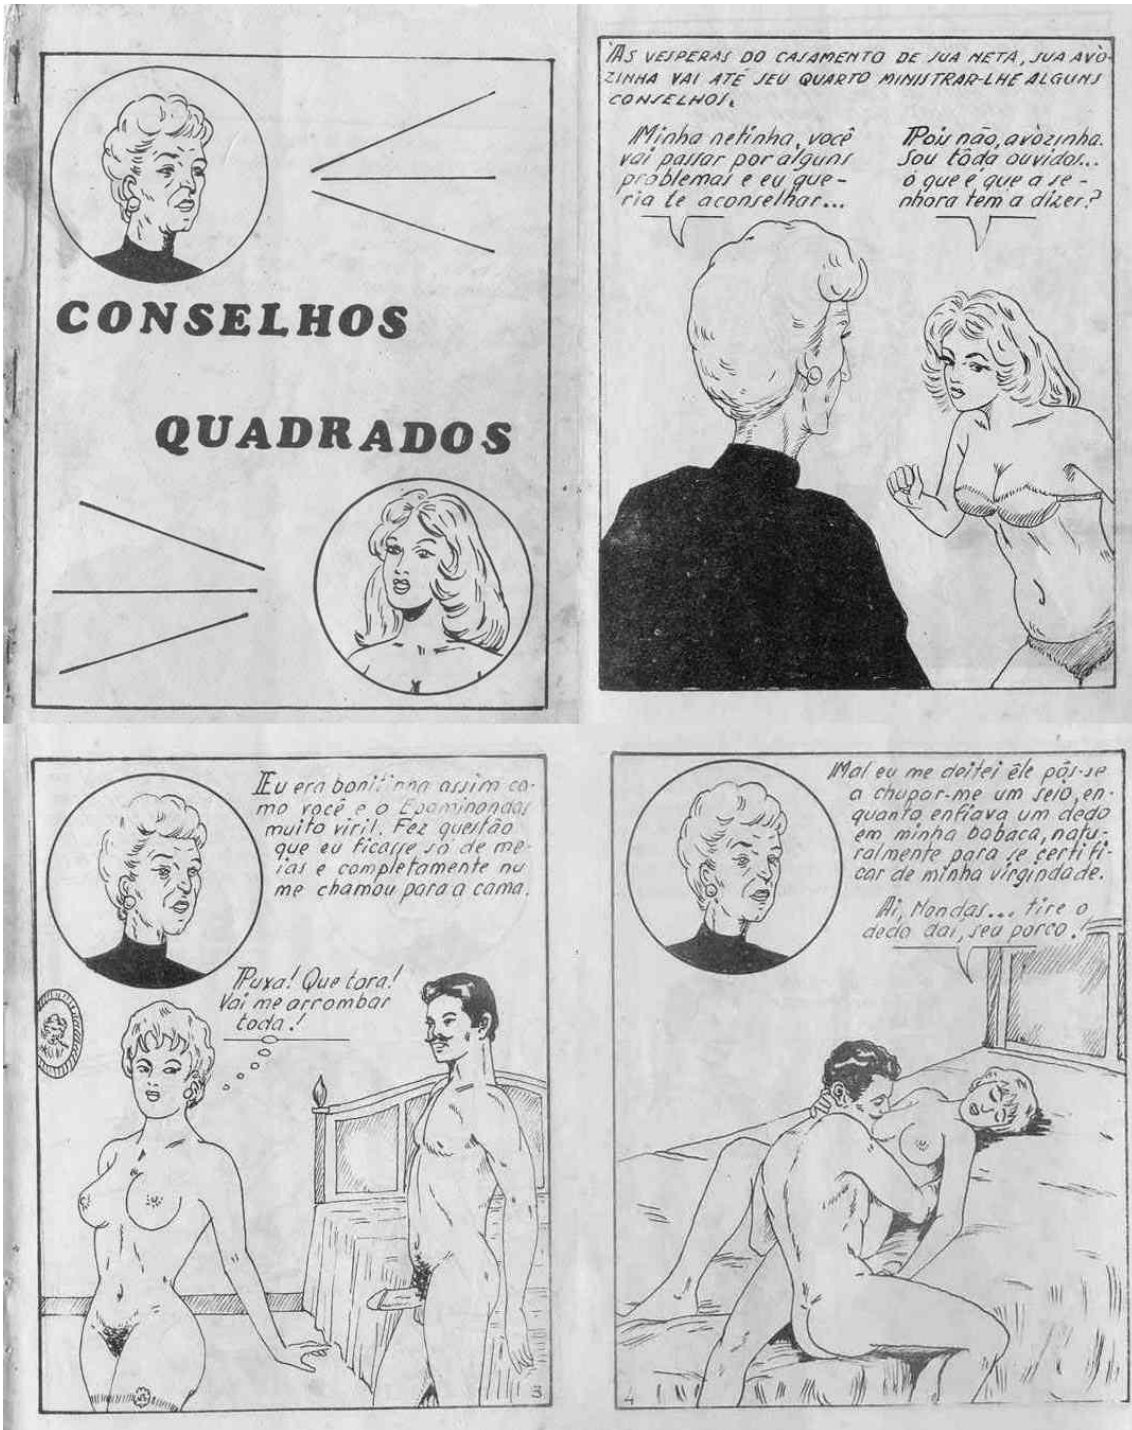 CONSELHOS
QUADRADOS
ÀS VESPERAS DO CASAMENTO DE SUA NETA, SUA AVÒ-
ZINHA VAI ATÉ SEU QUARTO MINISTRAR-LHE ALGUNS
CONSELHOS.
Minha netinha, você
vai passar por alguns
problemas e eu que-
ria te aconselhar...
Pois não, avòzinha.
Sou tôda ouvidos...
o que é que a se-
nhora tem a dizer?
Eu era bonitinha assim co-
mo você e o Epaminondas
muito viril. Fez questão
que eu ficasse só de me-
ias e completamente nu
me chamou para a cama.
Puxa! Que tora!
Vai me arrombar
toda!
3
Mal eu me deitei êle pôs-se
a chupar-me um seio, en-
quanto enfiava um dedo
em minha babaca, natu-
ralmente para se certifi-
car de minha virgindade.
Ai, Nondas... tire o
dedo daí, seu porco!
4